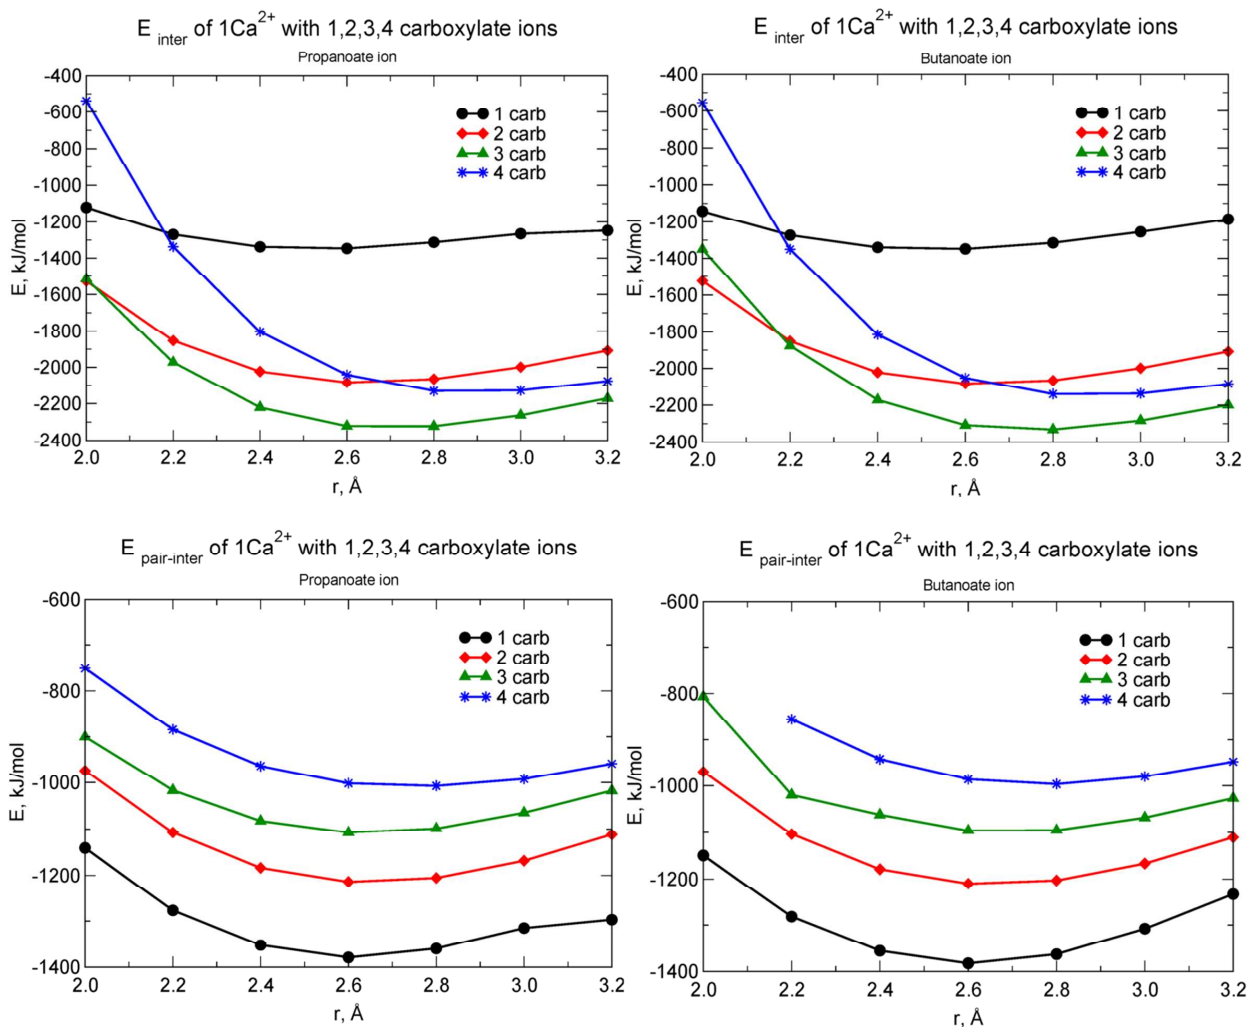 E inter of 1Ca2+ with 1,2,3,4 carboxylate ions
Propanoate ion
-400
-600
-800
-1000
-1200
-1400
-1600
-1800
-2000
-2200
-2400
E, kJ/mol
1 carb
2 carb
3 carb
4 carb
2.0 2.2 2.4 2.6 2.8 3.0 3.2
r, Å
E inter of 1Ca2+ with 1,2,3,4 carboxylate ions
Butanoate ion
-400
-600
-800
-1000
-1200
-1400
-1600
-1800
-2000
-2200
-2400
E, kJ/mol
1 carb
2 carb
3 carb
4 carb
2.0 2.2 2.4 2.6 2.8 3.0 3.2
r, Å
E pair-inter of 1Ca2+ with 1,2,3,4 carboxylate ions
Propanoate ion
-600
-800
-1000
-1200
-1400
E, kJ/mol
1 carb
2 carb
3 carb
4 carb
2.0 2.2 2.4 2.6 2.8 3.0 3.2
r, Å
E pair-inter of 1Ca2+ with 1,2,3,4 carboxylate ions
Butanoate ion
-600
-800
-1000
-1200
-1400
E, kJ/mol
1 carb
2 carb
3 carb
4 carb
2.0 2.2 2.4 2.6 2.8 3.0 3.2
r, Å